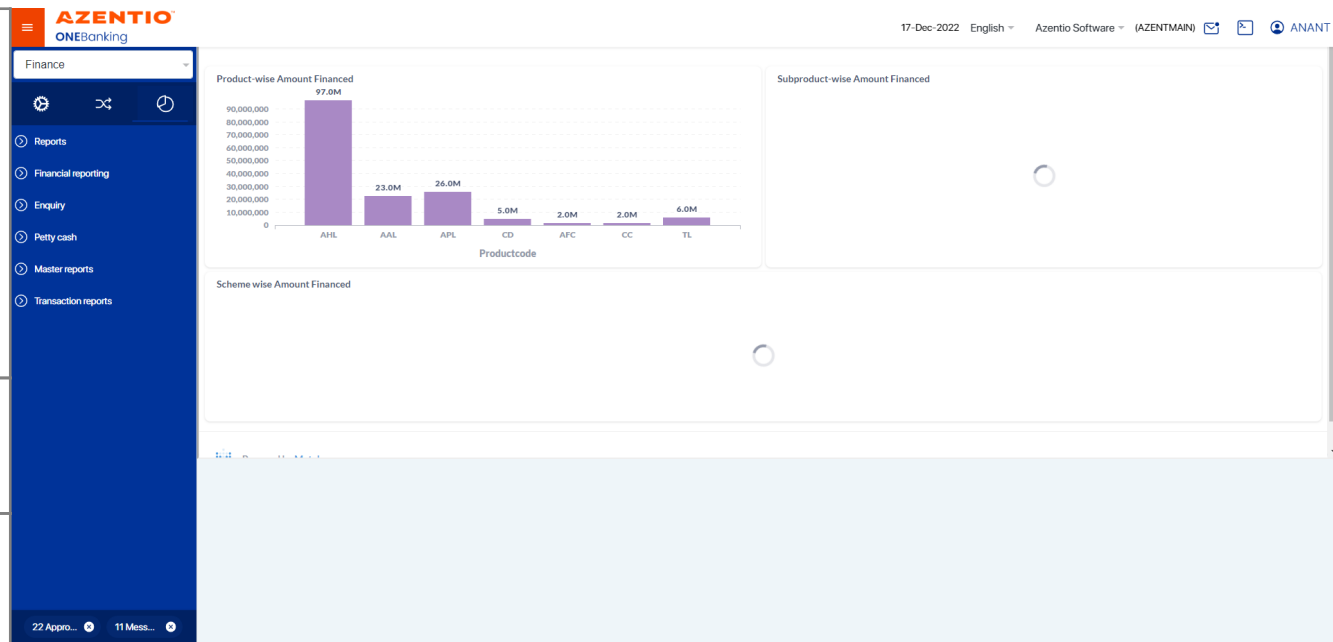 AZENTIO
ONEBanking
17-Dec-2022 English Azentio Software (AZENTMAIN) ANANT
Finance
Reports
Financial reporting
Enquiry
Petty cash
Master reports
Transaction reports
22 Appro... 11 Mess...
Product-wise Amount Financed
97.0M
90,000,000
80,000,000
70,000,000
60,000,000
50,000,000
40,000,000
30,000,000
20,000,000
10,000,000
0
23.0M
26.0M
5.0M
2.0M
2.0M
6.0M
AHL AAL APL CD AFC CC TL
Productcode
Subproduct-wise Amount Financed
Scheme wise Amount Financed